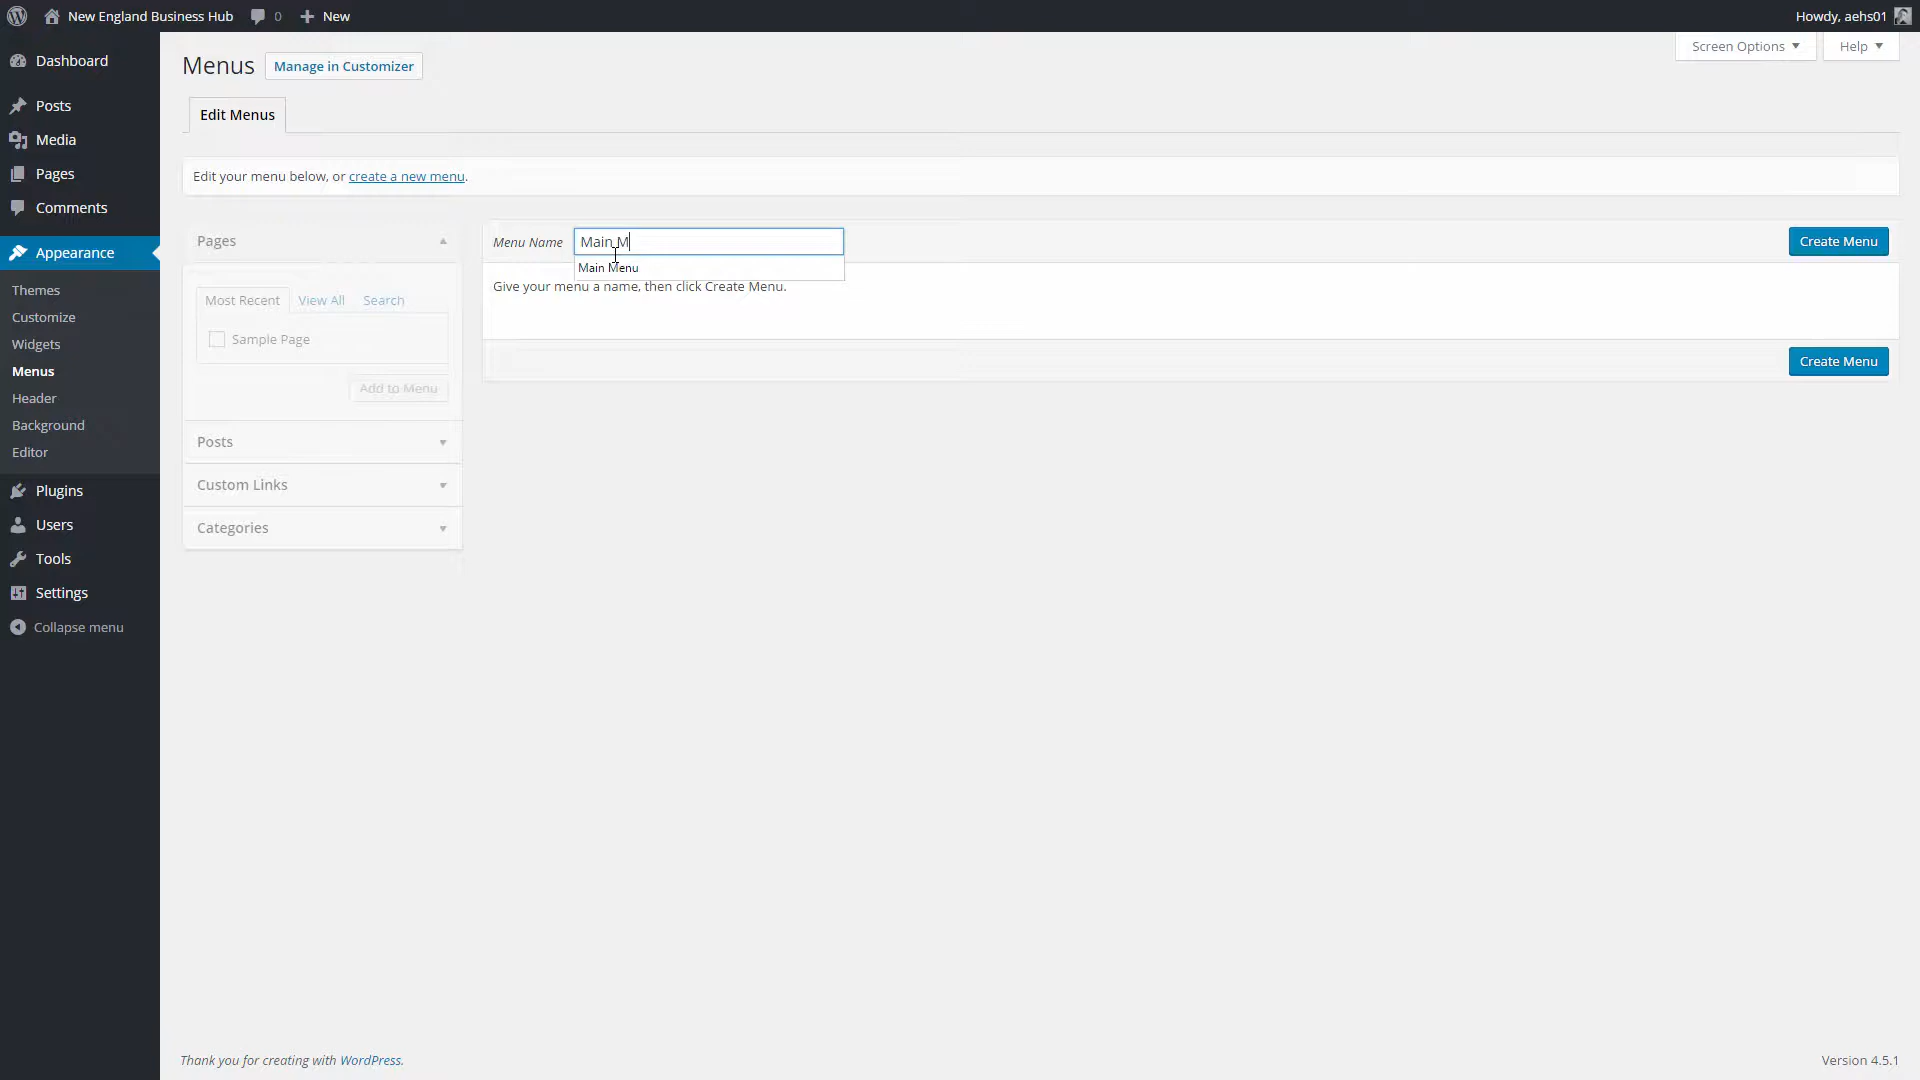 New England Business Hub 0 New Howdy, aehs01
Dashboard
Posts
Media
Pages
Comments
Appearance
Themes
Customize
Widgets
Menus
Header
Background
Editor
Plugins
Users
Tools
Settings
Collapse menu
Screen Options Help
Menus Manage in Customizer
Edit Menus
Edit your menu below, or create a new menu.
Pages
Most Recent View All Search
Sample Page
Add to Menu
Posts
Custom Links
Categories
Menu Name Main M Create Menu
Main Menu
Give your menu a name, then click Create Menu.
Create Menu
Thank you for creating with WordPress. Version 4.5.1